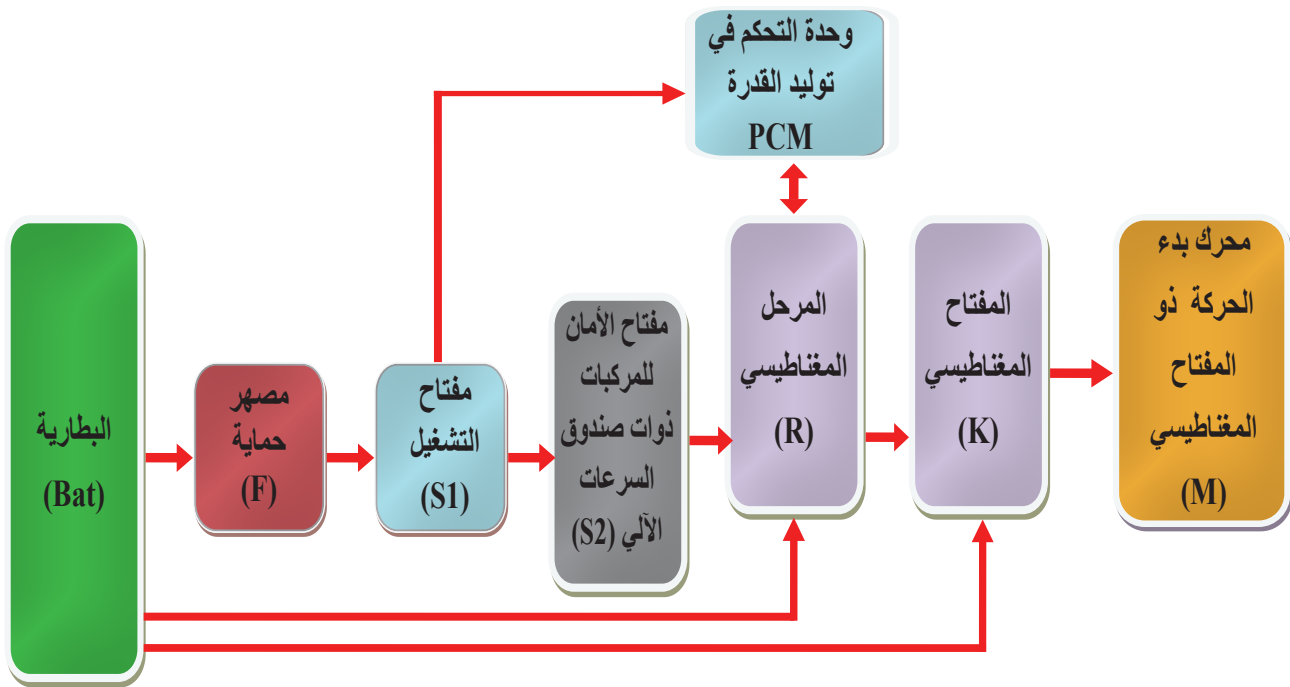 وحدة التحكم في
توليد القدرة
PCM
البطارية
(Bat)
مصهر
حماية
(F)
مفتاح
التشغيل
(S1)
مفتاح الأمان
للمركبات
ذوات صندوق
السرعات
الآلي (S2)
المرحل
المغناطيسي
(R)
المفتاح
المغناطيسي
(K)
محرك بدء
الحركة ذو
المفتاح
المغناطيسي
(M)